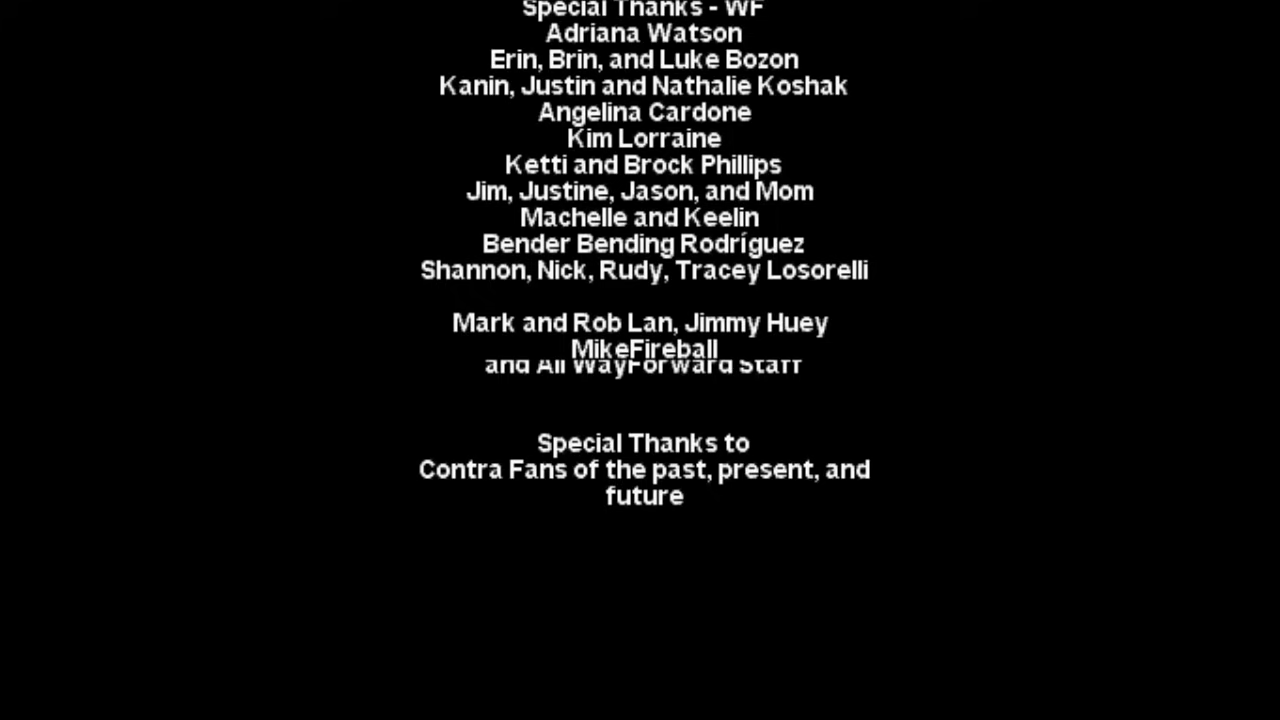 Special Thanks - WF
Adriana Watson
Erin, Brin, and Luke Bozon
Kanin, Justin and Nathalie Koshak
Angelina Cardone
Kim Lorraine
Ketti and Brock Phillips
Jim, Justine, Jason, and Mom
Machelle and Keelin
Bender Bending Rodríguez
Shannon, Nick, Rudy, Tracey Losorelli
Mark and Rob Lan, Jimmy Huey
MikeFireball
and All WayForward Staff
Special Thanks to
Contra Fans of the past, present, and
future